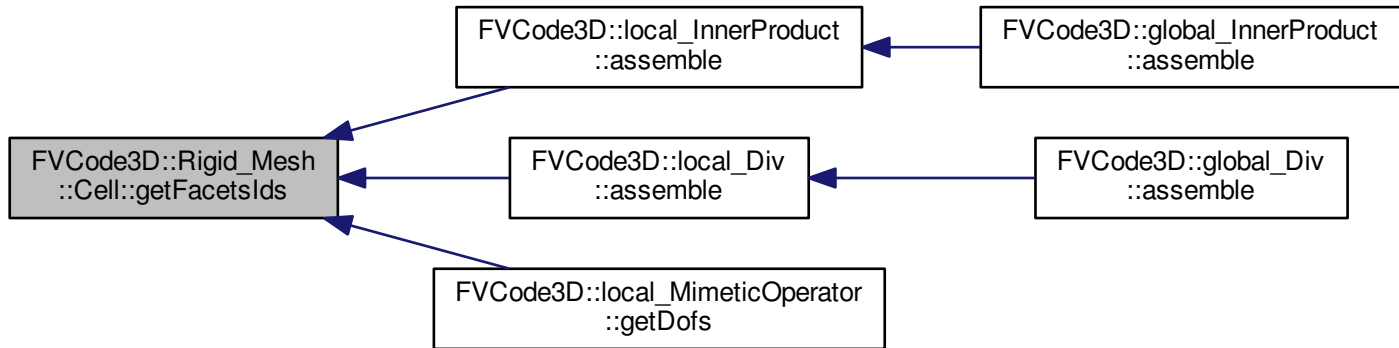 FVCode3D::local_InnerProduct
::assemble
FVCode3D::global_InnerProduct
::assemble
FVCode3D::Rigid_Mesh
::Cell::getFacetsIds
FVCode3D::local_Div
::assemble
FVCode3D::global_Div
::assemble
FVCode3D::local_MimeticOperator
::getDofs